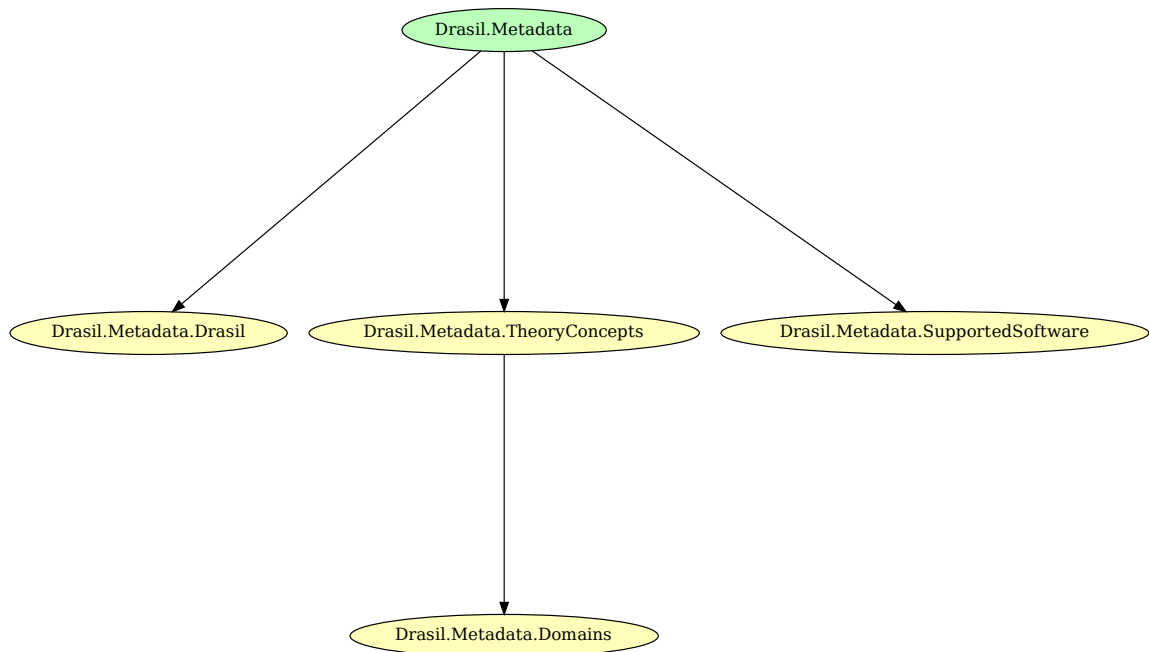 Drasil.Metadata
Drasil.Metadata.Drasil
Drasil.Metadata.TheoryConcepts
Drasil.Metadata.SupportedSoftware
Drasil.Metadata.Domains